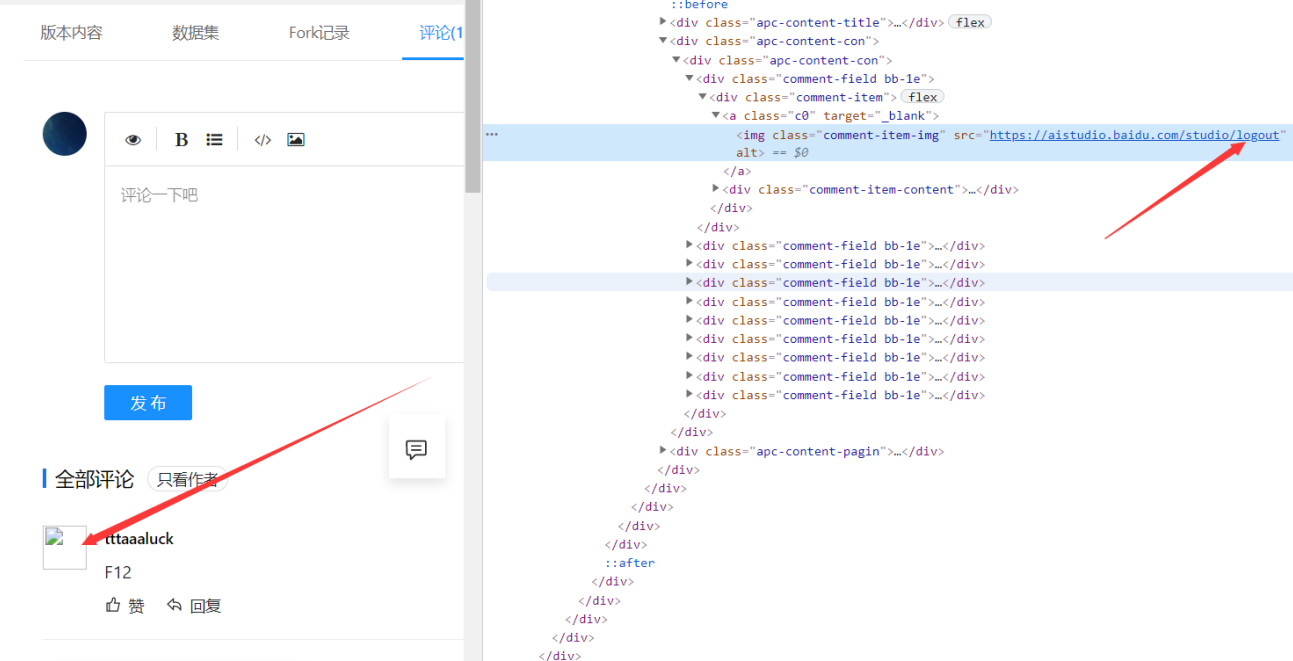 版本内容 数据集 Fork记录 评论(1
B </>
评论一下吧
发 布
全部评论 只看作者
tttaaaluck
F12
赞 回复
::before
<div class="apc-content-title">…</div> flex
<div class="apc-content-con">
<div class="apc-content-con">
<div class="comment-field bb-1e">
<div class="comment-item"> flex
<a class="c0" target="_blank">
<img class="comment-item-img" src="https://aistudio.baidu.com/studio/logout"
alt> == $0
</a>
<div class="comment-item-content">…</div>
</div>
</div>
<div class="comment-field bb-1e">…</div>
<div class="comment-field bb-1e">…</div>
<div class="comment-field bb-1e">…</div>
<div class="comment-field bb-1e">…</div>
<div class="comment-field bb-1e">…</div>
<div class="comment-field bb-1e">…</div>
<div class="comment-field bb-1e">…</div>
<div class="comment-field bb-1e">…</div>
<div class="comment-field bb-1e">…</div>
</div>
</div>
<div class="apc-content-pagin">…</div>
</div>
</div>
</div>
</div>
</div>
::after
</div>
</div>
</div>
</div>
</div>